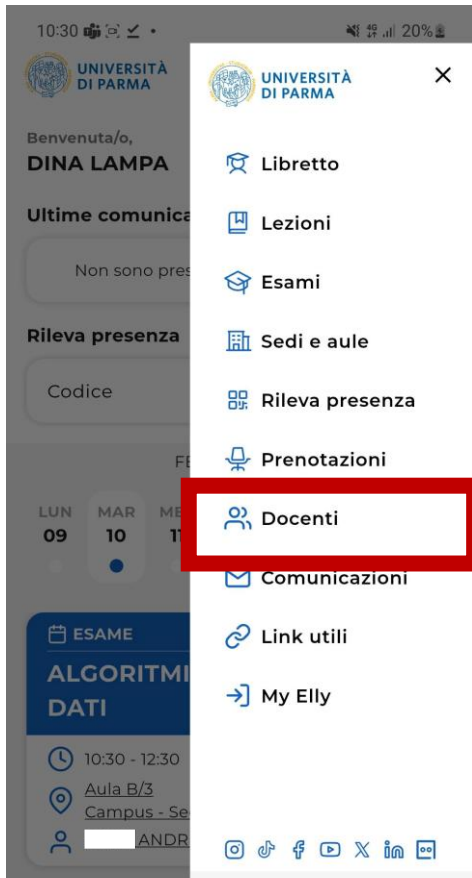 10:30
20%
UNIVERSITÀ
DI PARMA
Benvenuta/o,
DINA LAMPA
Ultime comunica
Non sono pres
Rileva presenza
Codice
FE
LUN MAR ME
09 10 11
ESAME
ALGORITMI
DATI
10:30 - 12:30
Aula B/3
Campus - Se
ANDR
UNIVERSITÀ
DI PARMA
Libretto
Lezioni
Esami
Sedi e aule
Rileva presenza
Prenotazioni
Docenti
Comunicazioni
Link utili
My Elly